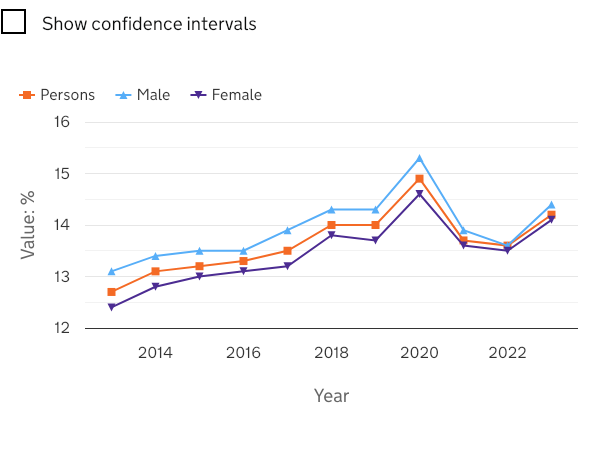 Show confidence intervals
Persons Male Female
16
15
14
13
12
Value: %
2014 2016 2018 2020 2022
Year